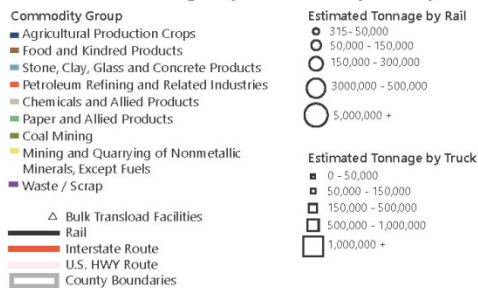 Commodity Group
Agricultural Production Crops
Food and Kindred Products
Stone, Clay, Glass and Concrete Products
Petroleum Refining and Related Industries
Chemicals and Allied Products
Paper and Allied Products
Coal Mining
Mining and Quarrying of Nonmetallic
Minerals, Except Fuels
Waste / Scrap
Bulk Transload Facilities
Rail
Interstate Route
U.S. HWY Route
County Boundaries
Estimated Tonnage by Rail
315- 50,000
50,000 - 150,000
150,000 - 300,000
3000,000 - 500,000
5,000,000 +
Estimated Tonnage by Truck
0 - 50,000
50,000 - 150,000
150,000 - 500,000
500,000 - 1,000,000
1,000,000 +